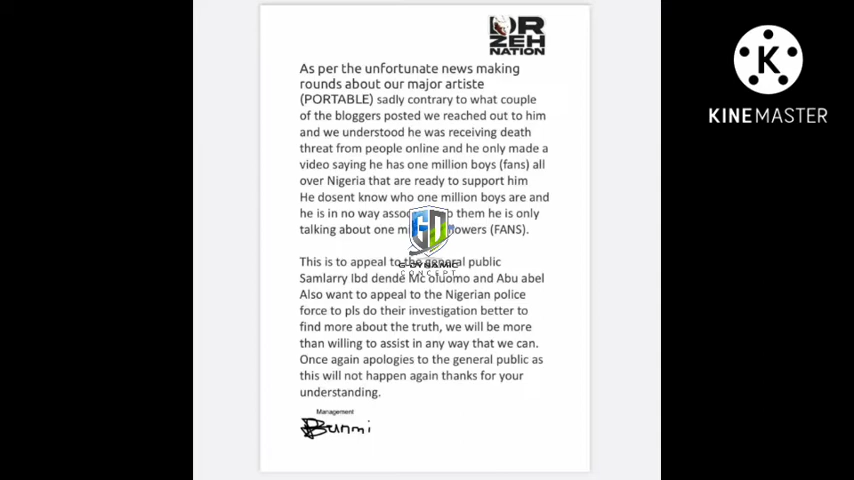 DR
ZEH
NATION
As per the unfortunate news making
rounds about our major artiste
(PORTABLE) sadly contrary to what couple
of the bloggers posted we reached out to him
and we understood he was receiving death
threat from people online and he only made a
video saying he has one million boys (fans) all
over Nigeria that are ready to support him
He dosent know who one million boys are and
he is in no way them he is only
talking about one (FANS).
This is to appeal to the general public
Samlarry Ibd dende Mc oluomo and Abu abel
Also want to appeal to the Nigerian police
force to pls do their investigation better to
find more about the truth, we will be more
than willing to assist in any way that we can.
Once again apologies to the general public as
this will not happen again thanks for your
understanding.
Management
Bunmi
GD
G-DYNAMIC
CONCEPT
K
KINEMASTER